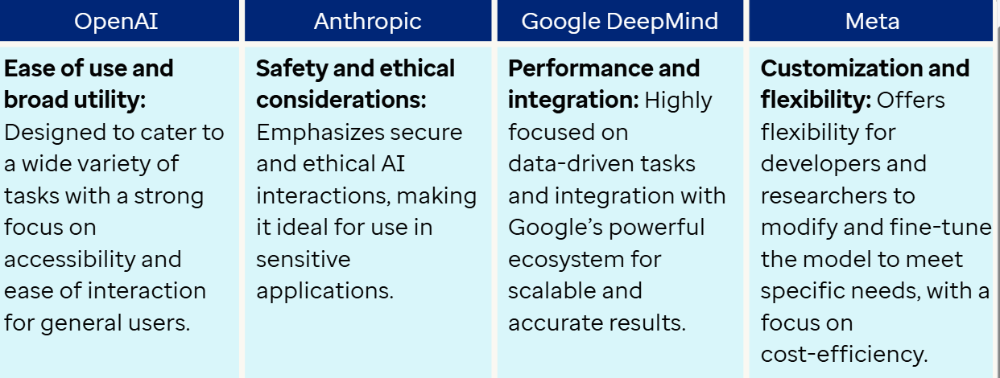 OpenAI
Anthropic
Google DeepMind
Meta
Ease of use and
broad utility:
Designed to cater to
a wide variety of
tasks with a strong
focus on
accessibility and
ease of interaction
for general users.
Safety and ethical
considerations:
Emphasizes secure
and ethical AI
interactions, making
it ideal for use in
sensitive
applications.
Performance and
integration: Highly
focused on
data-driven tasks
and integration with
Google’s powerful
ecosystem for
scalable and
accurate results.
Customization and
flexibility: Offers
flexibility for
developers and
researchers to
modify and fine-tune
the model to meet
specific needs, with a
focus on
cost-efficiency.